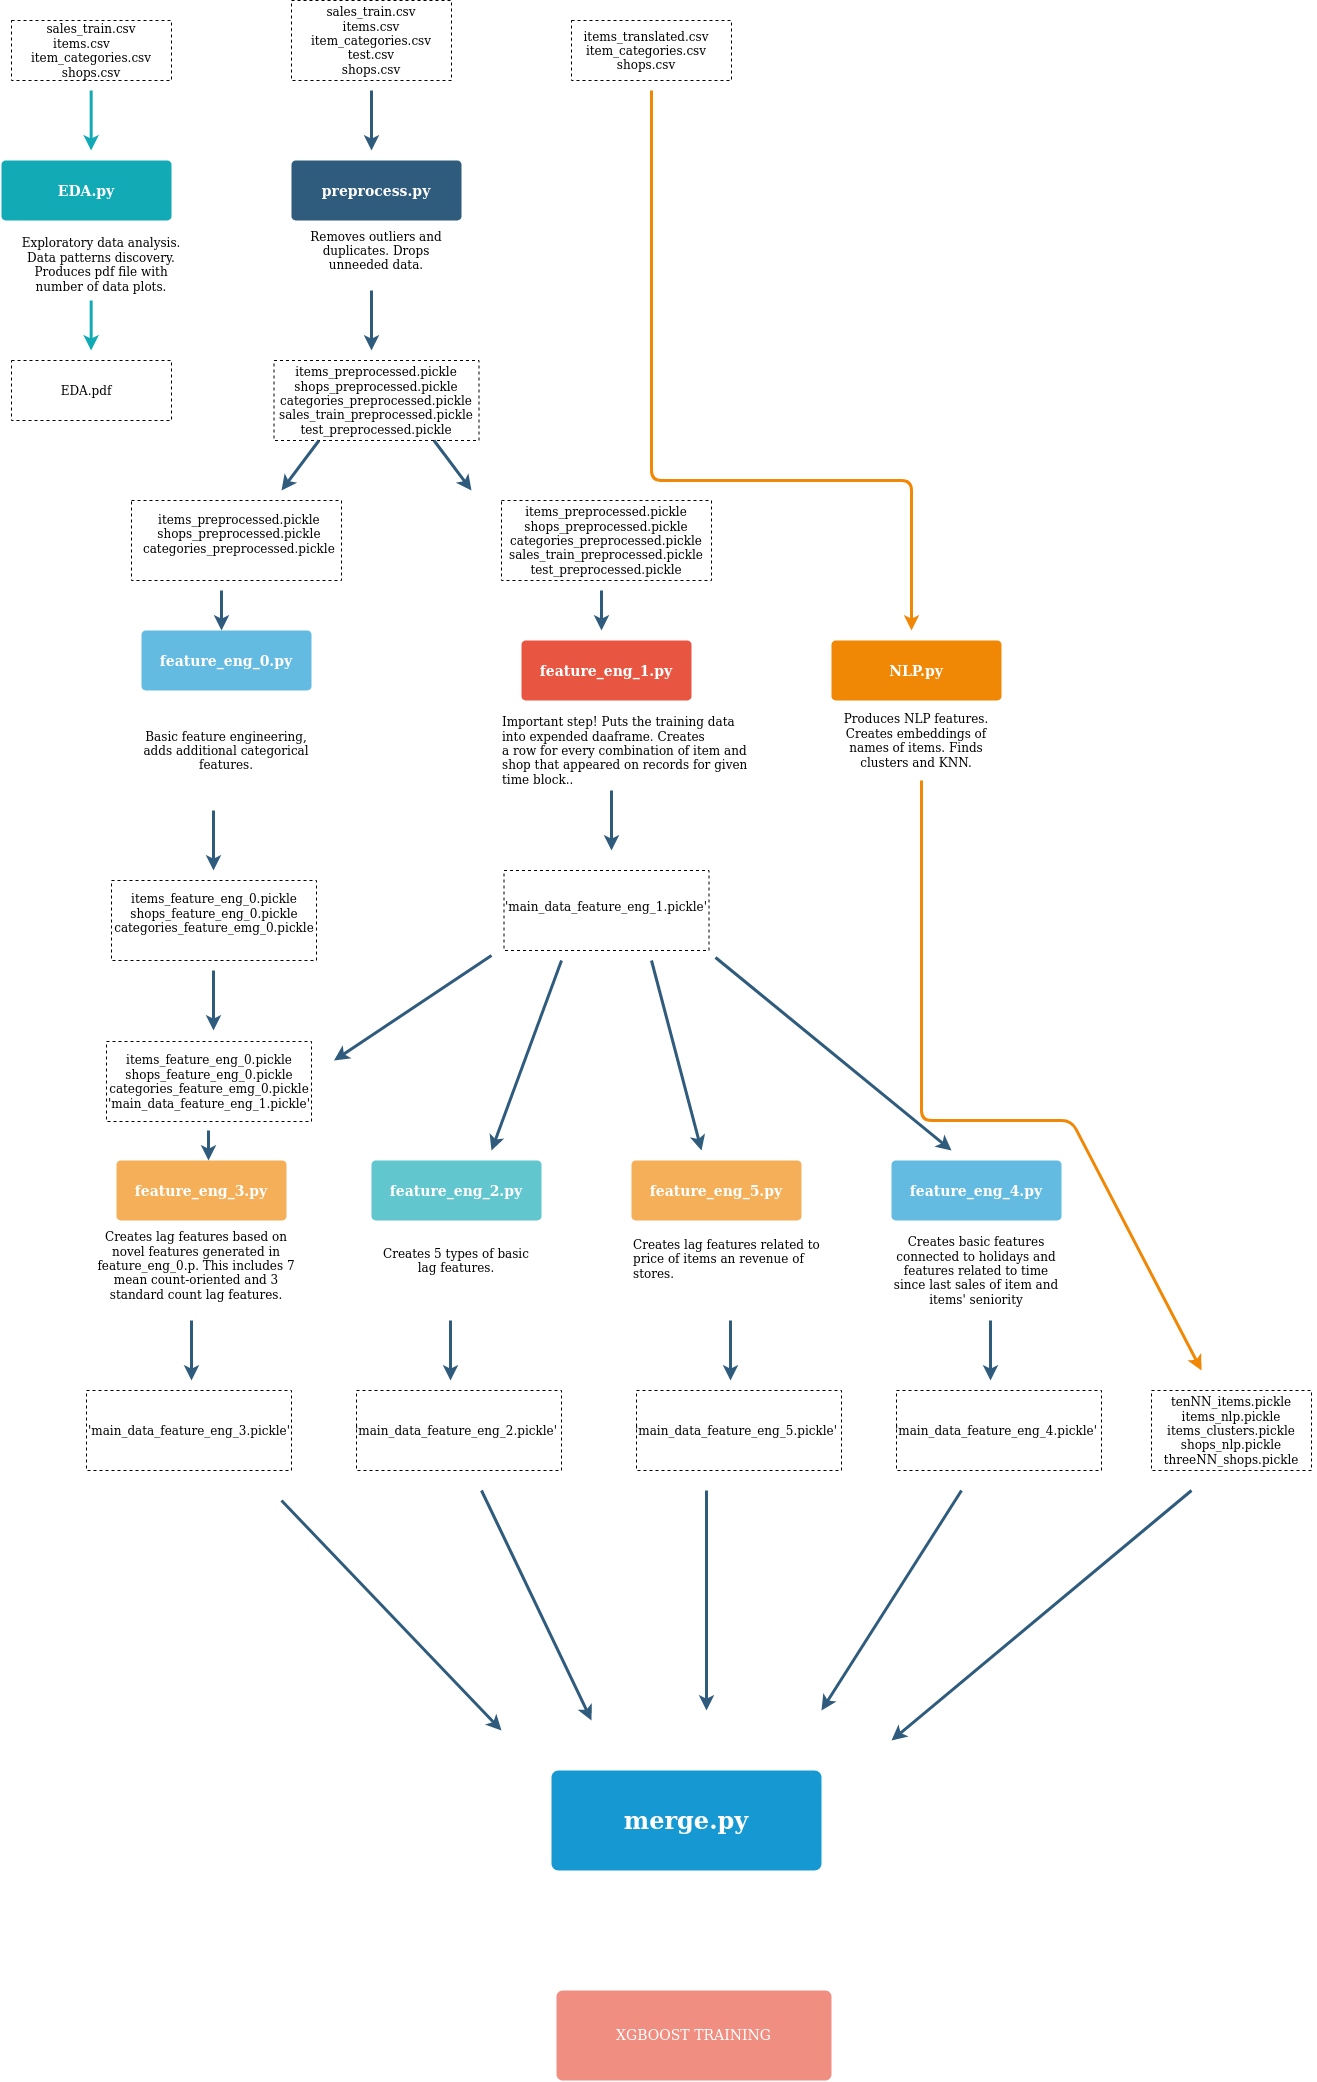 sales_train.csv
items.csv
item_categories.csv
shops.csv
sales_train.csv
items.csv
item_categories.csv
test.csv
shops.csv
items_translated.csv
item_categories.csv
shops.csv
EDA.py
preprocess.py
Exploratory data analysis.
Data patterns discovery.
Produces pdf file with
number of data plots.
Removes outliers and
duplicates. Drops
unneeded data.
EDA.pdf
items_preprocessed.pickle
shops_preprocessed.pickle
categories_preprocessed.pickle
sales_train_preprocessed.pickle
test_preprocessed.pickle
items_preprocessed.pickle
shops_preprocessed.pickle
categories_preprocessed.pickle
items_preprocessed.pickle
shops_preprocessed.pickle
categories_preprocessed.pickle
sales_train_preprocessed.pickle
test_preprocessed.pickle
feature_eng_0.py
feature_eng_1.py
NLP.py
Basic feature engineering,
adds additional categorical
features.
Important step! Puts the training data
into expended daaframe. Creates
a row for every combination of item and
shop that appeared on records for given
time block..
Produces NLP features.
Creates embeddings of
names of items. Finds
clusters and KNN.
items_feature_eng_0.pickle
shops_feature_eng_0.pickle
categories_feature_emg_0.pickle
'main_data_feature_eng_1.pickle'
items_feature_eng_0.pickle
shops_feature_eng_0.pickle
categories_feature_emg_0.pickle
'main_data_feature_eng_1.pickle'
feature_eng_3.py
feature_eng_2.py
feature_eng_5.py
feature_eng_4.py
Creates lag features based on
novel features generated in
feature_eng_0.p. This includes 7
mean count-oriented and 3
standard count lag features.
Creates 5 types of basic
lag features.
Creates lag features related to
price of items an revenue of
stores.
Creates basic features
connected to holidays and
features related to time
since last sales of item and
items' seniority
'main_data_feature_eng_3.pickle'
'main_data_feature_eng_2.pickle'
'main_data_feature_eng_5.pickle'
'main_data_feature_eng_4.pickle'
tenNN_items.pickle
items_nlp.pickle
items_clusters.pickle
shops_nlp.pickle
threeNN_shops.pickle
merge.py
XGBOOST TRAINING